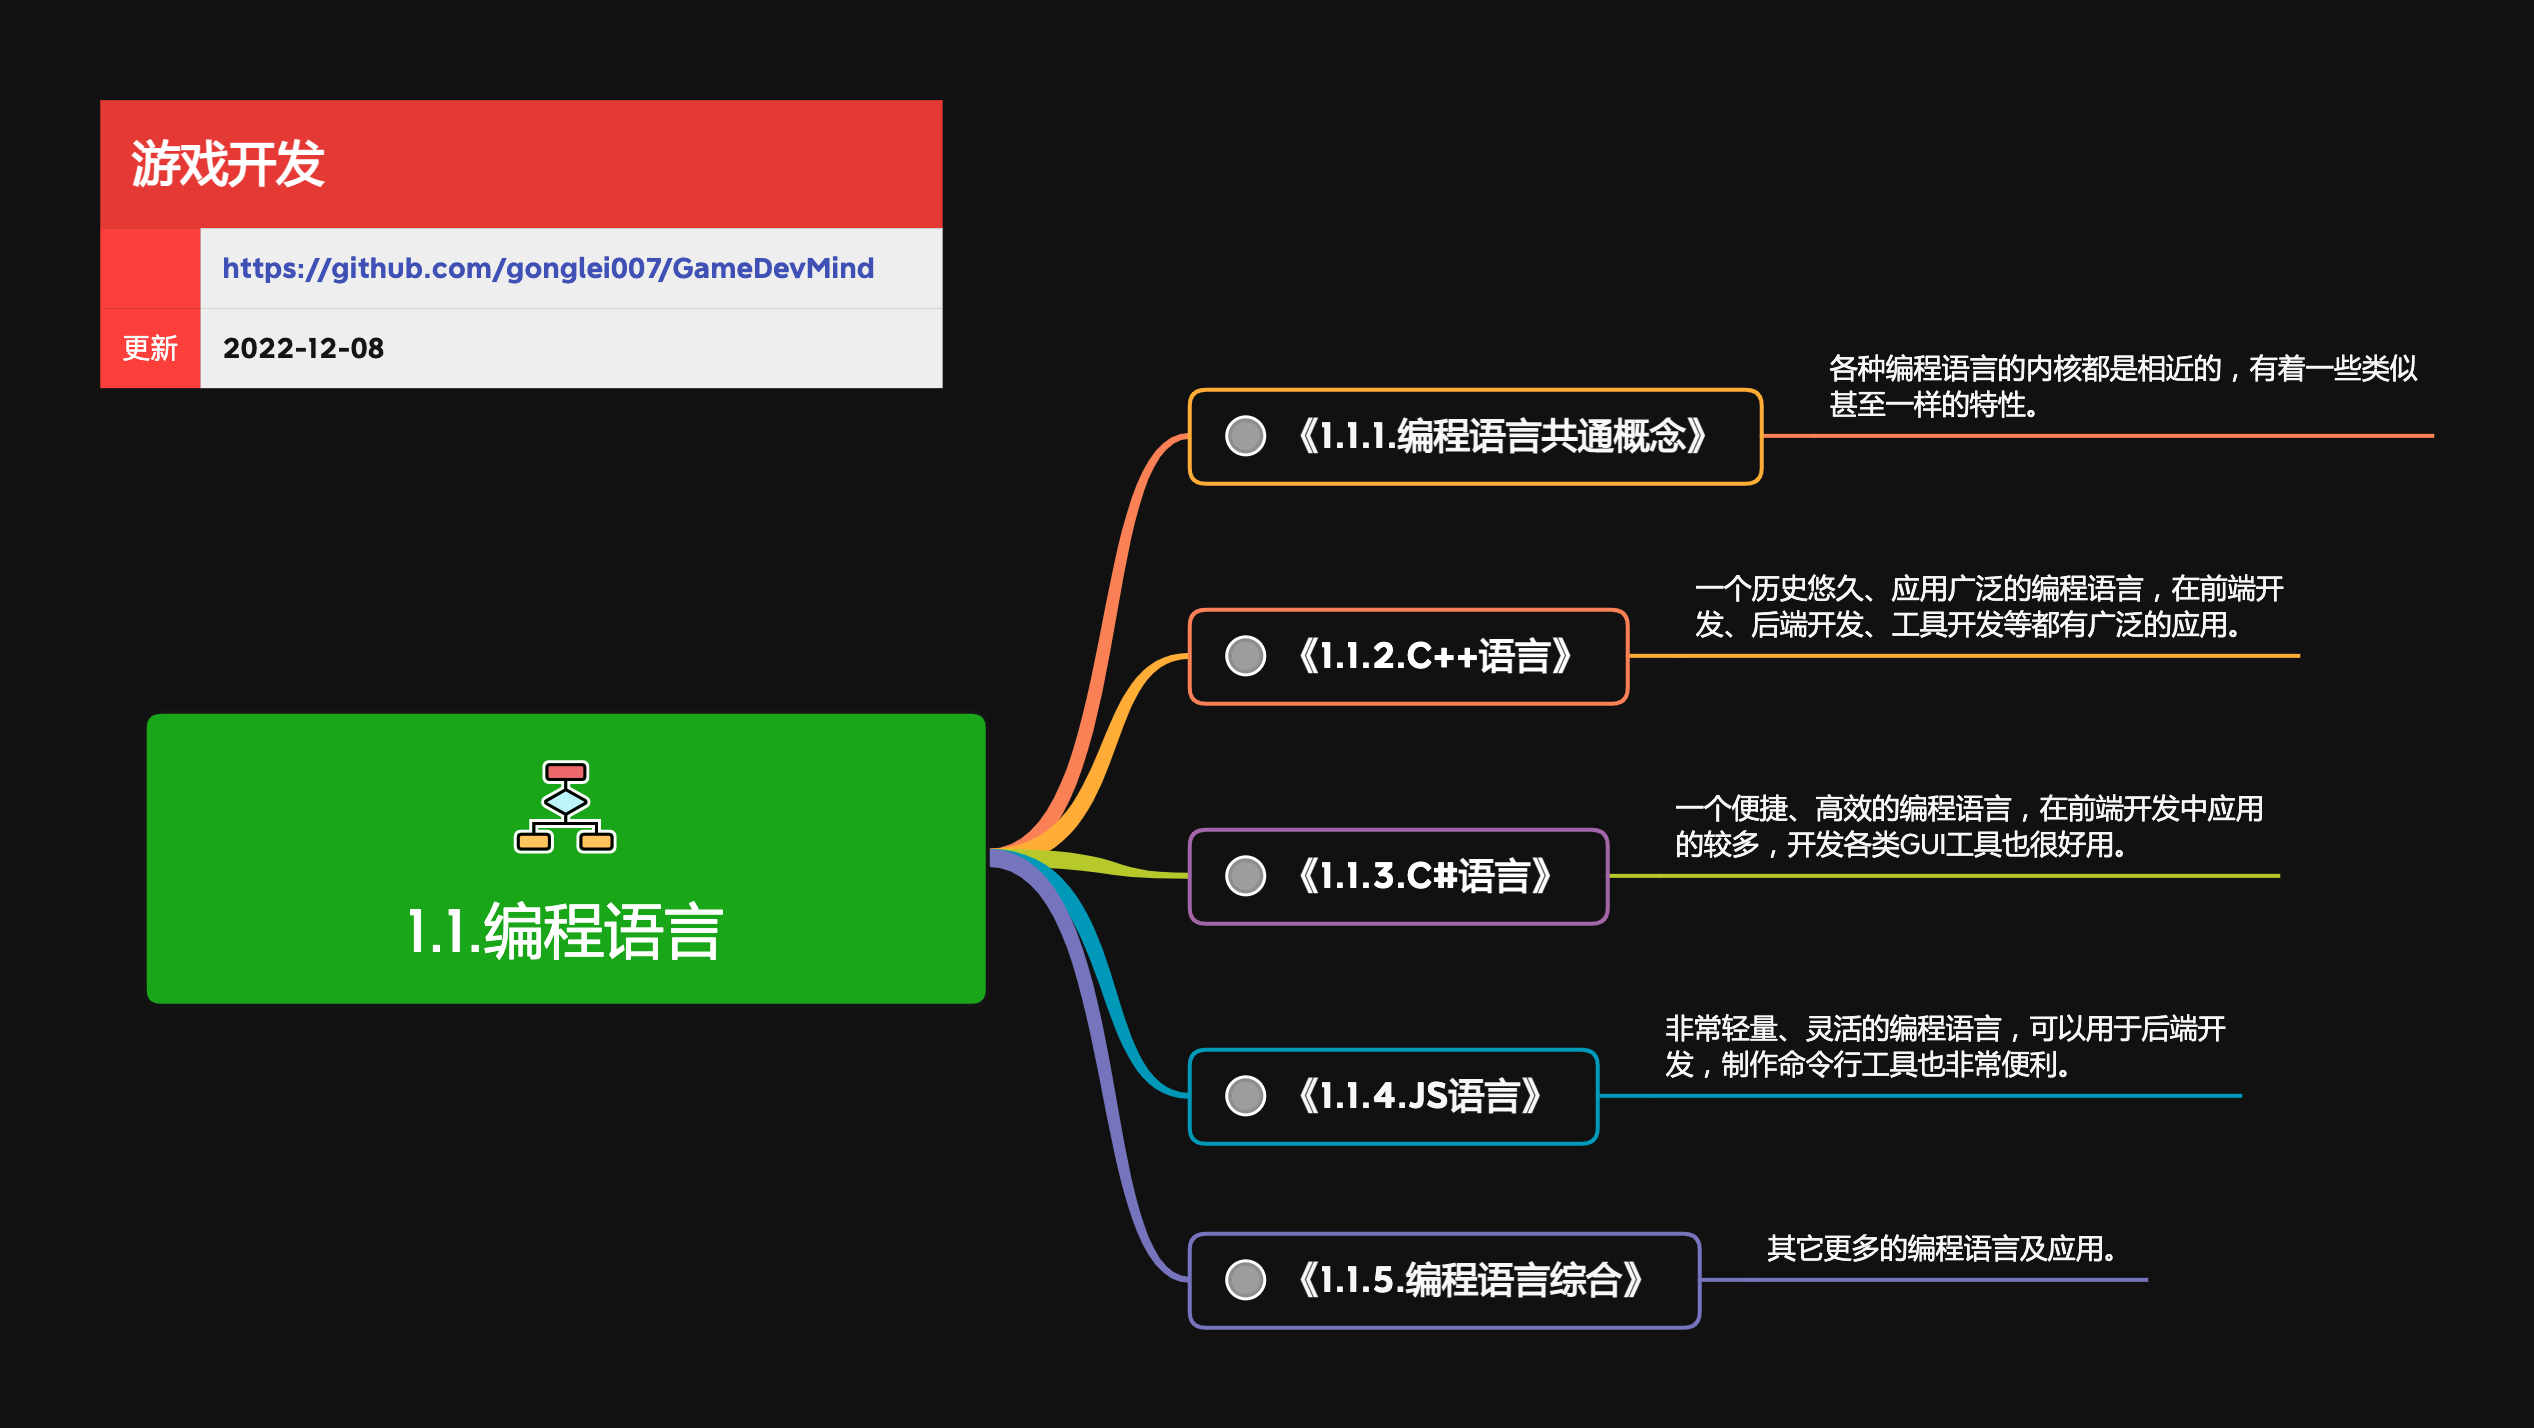 游戏开发
https://github.com/gonglei007/GameDevMind
更新 2022-12-08
1.1.编程语言
《1.1.1.编程语言共通概念》
各种编程语言的内核都是相近的，有着一些类似
甚至一样的特性。
《1.1.2.C++语言》
一个历史悠久、应用广泛的编程语言，在前端开
发、后端开发、工具开发等都有广泛的应用。
《1.1.3.C#语言》
一个便捷、高效的编程语言，在前端开发中应用
的较多，开发各类GUI工具也很好用。
《1.1.4.JS语言》
非常轻量、灵活的编程语言，可以用于后端开
发，制作命令行工具也非常便利。
《1.1.5.编程语言综合》
其它更多的编程语言及应用。